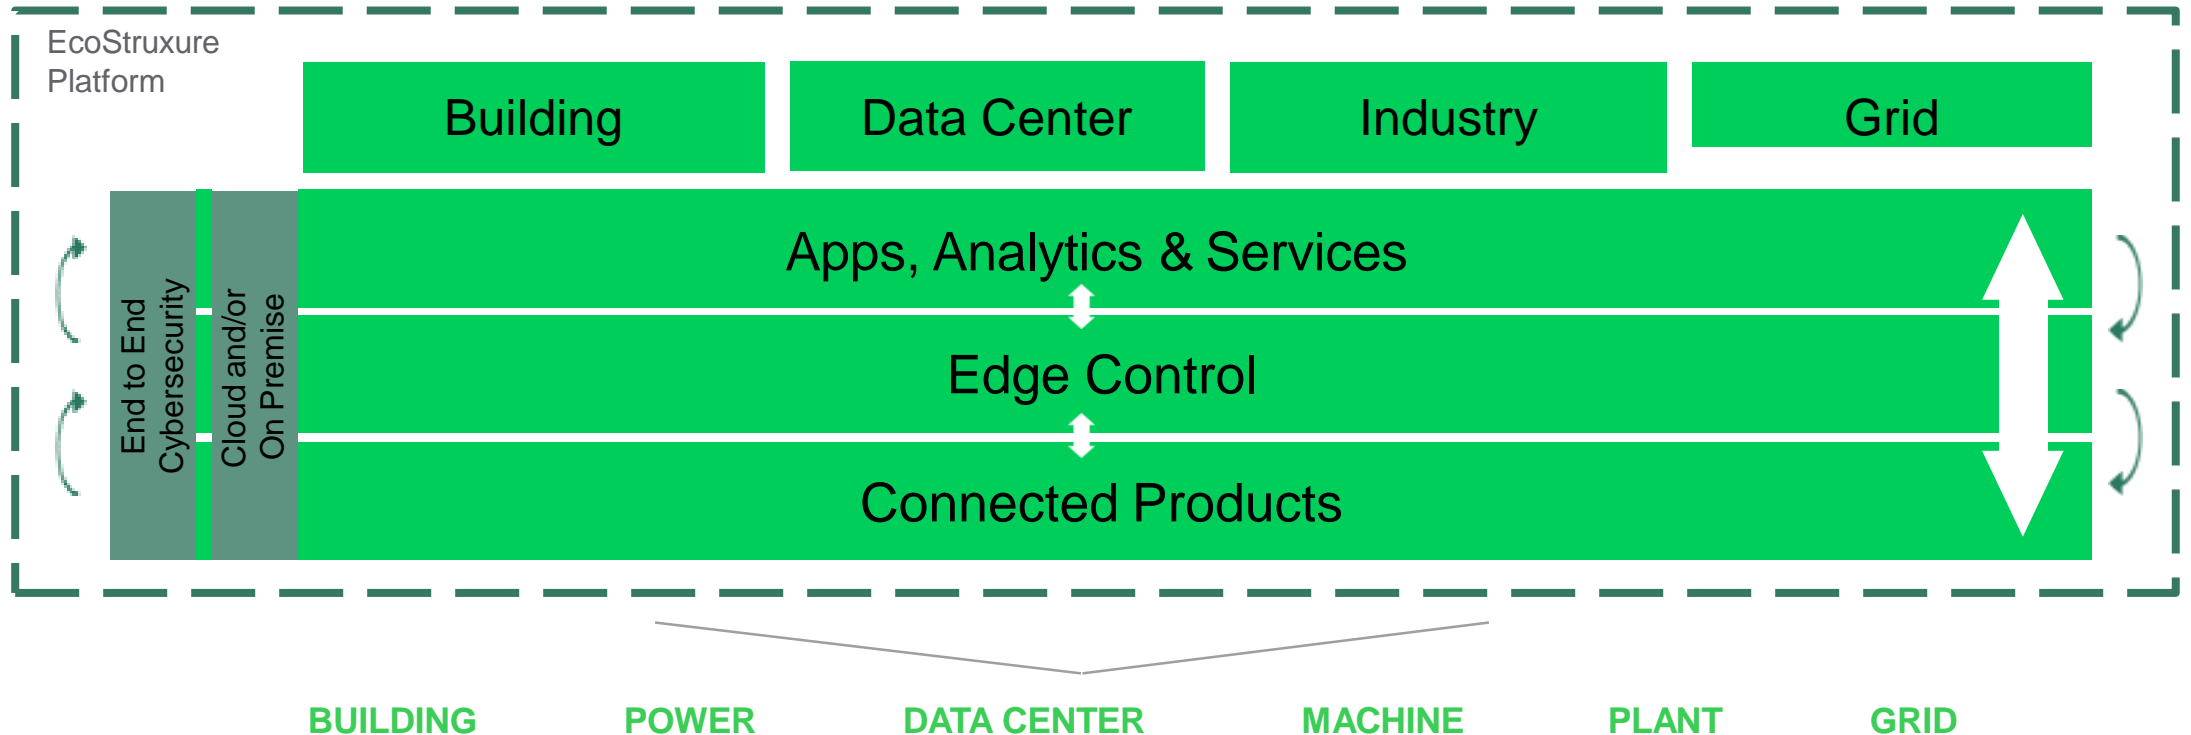 EcoStruxure
Platform
Building
Data Center
Industry
Grid
End to End
Cybersecurity
Cloud and/or
On Premise
Apps, Analytics & Services
Edge Control
Connected Products
BUILDING
POWER
DATA CENTER
MACHINE
PLANT
GRID